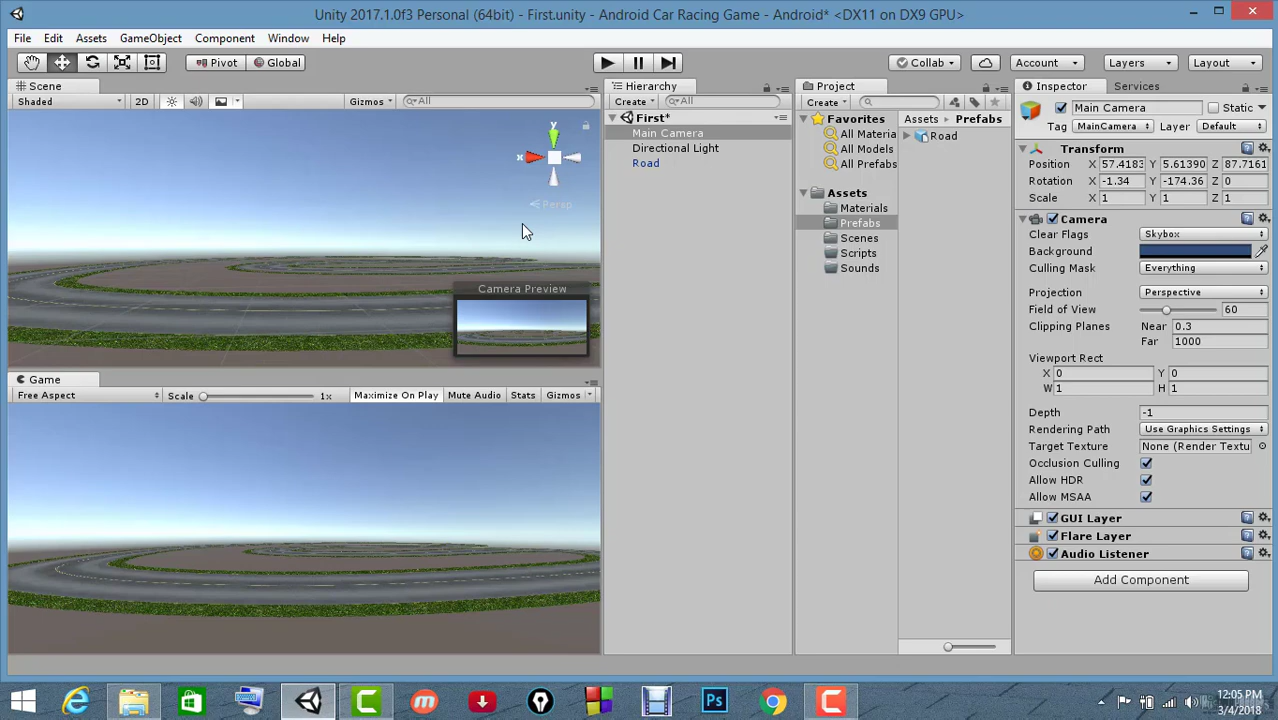 Unity 2017.1.0f3 Personal (64bit) - First.unity - Android Car Racing Game - Android* <DX11 on DX9 GPU>
File Edit Assets GameObject Component Window Help
Pivot Global Collab Account Layers Layout
Scene
Shaded 2D Gizmos All
y
x
Persp
Camera Preview
Game
Free Aspect Scale 1x Maximize On Play Mute Audio Stats Gizmos
Hierarchy
Create All
First*
Main Camera
Directional Light
Road
Project
Create
Favorites
All Materia
All Models
All Prefabs
Assets
Materials
Prefabs
Scenes
Scripts
Sounds
Assets Prefabs
Road
Inspector Services
Main Camera Static
Tag MainCamera Layer Default
Transform
Position X 57.4183 Y 5.61390 Z 87.7161
Rotation X -1.34 Y -174.36 Z 0
Scale X 1 Y 1 Z 1
Camera
Clear Flags Skybox
Background
Culling Mask Everything
Projection Perspective
Field of View 60
Clipping Planes Near 0.3
Far 1000
Viewport Rect
X 0 Y 0
W 1 H 1
Depth -1
Rendering Path Use Graphics Settings
Target Texture None (Render Textu
Occlusion Culling
Allow HDR
Allow MSAA
GUI Layer
Flare Layer
Audio Listener
Add Component
Ps
12:05 PM
3/4/2018